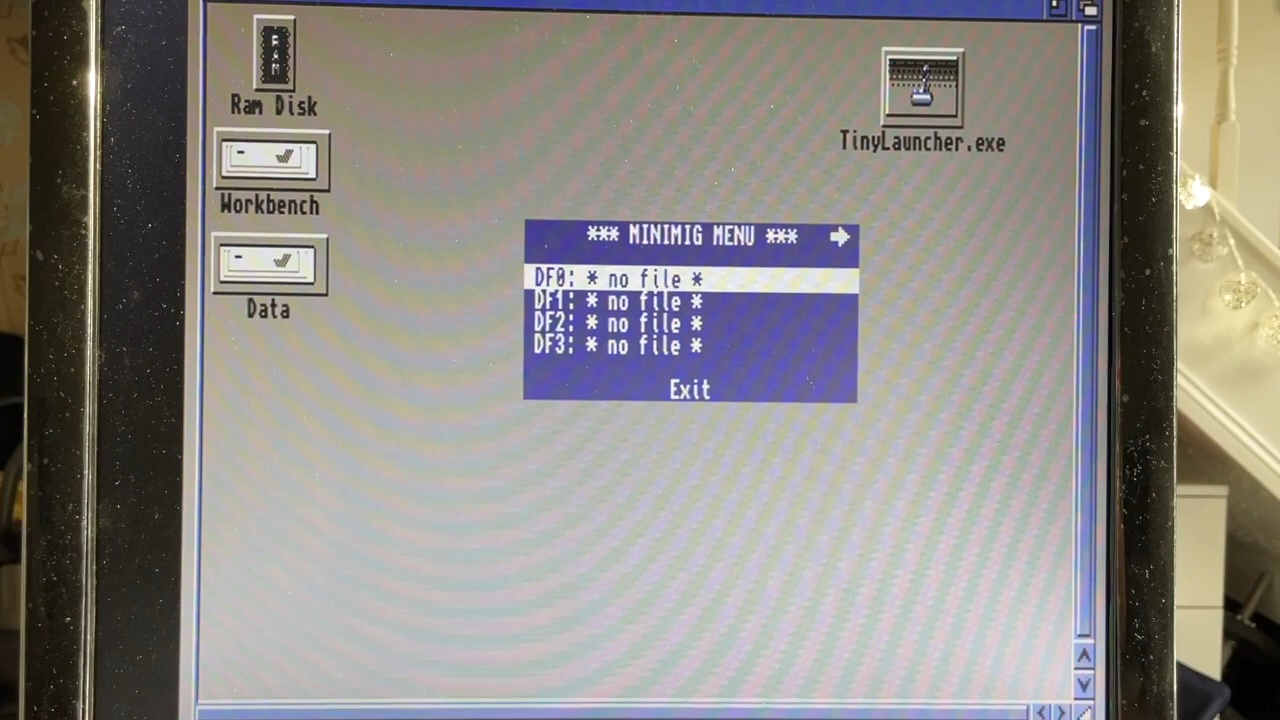 RAM
Ram Disk
TinyLauncher.exe
Workbench
Data
*** MINIMIG MENU ***
DF0: * no file *
DF1: * no file *
DF2: * no file *
DF3: * no file *
Exit